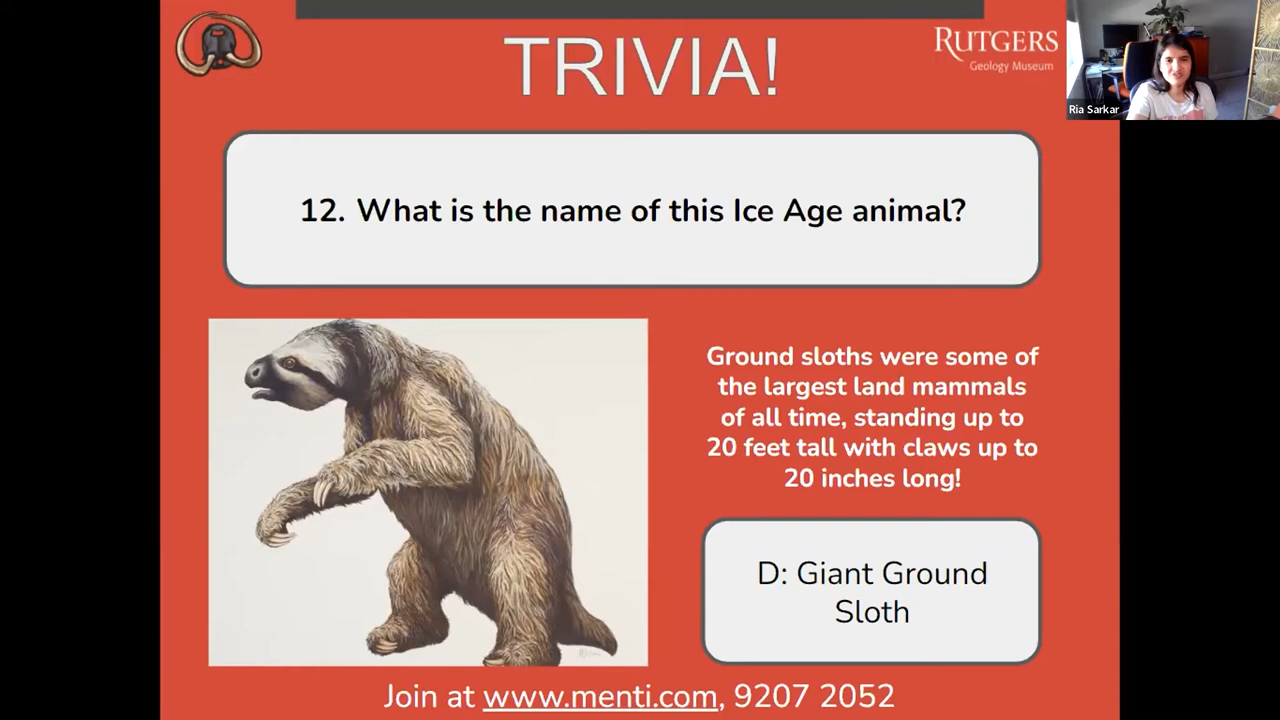 TRIVIA!
RUTGERS
Geology Museum
Ria Sarkar
12. What is the name of this Ice Age animal?
Ground sloths were some of
the largest land mammals
of all time, standing up to
20 feet tall with claws up to
20 inches long!
D: Giant Ground
Sloth
Join at www.menti.com, 9207 2052